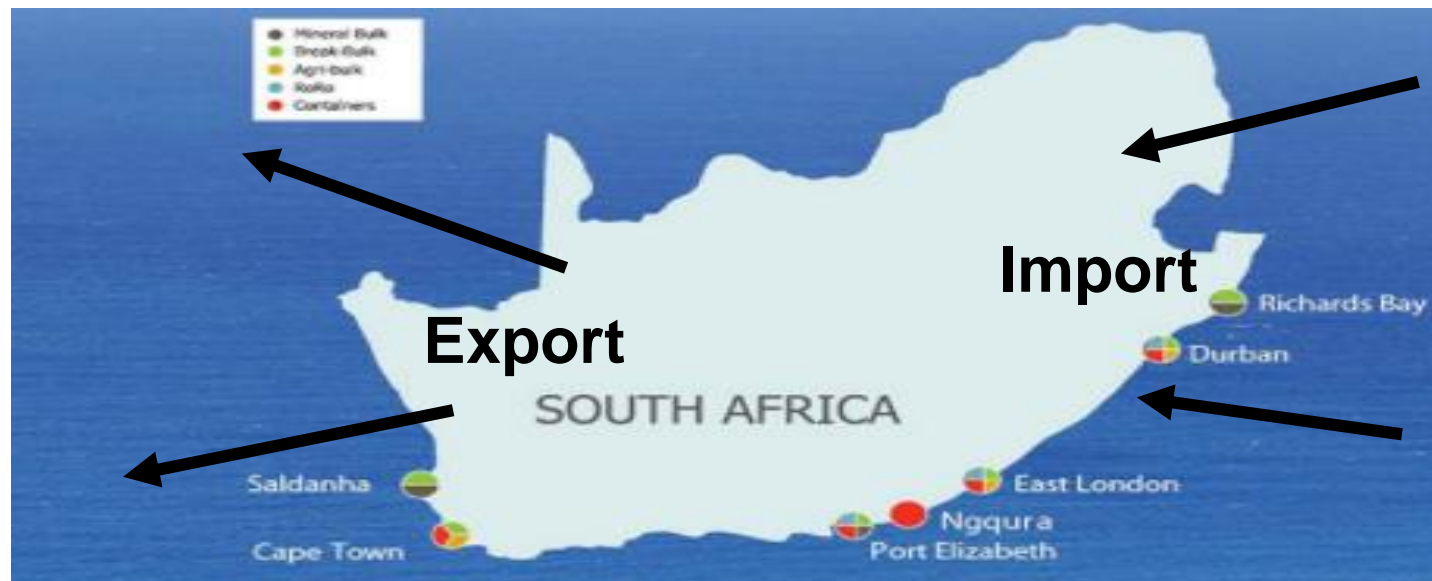 Mineral Bulk
Break-Bulk
Agri-bulk
RoRo
Containers
Import
Richards Bay
Export
Durban
SOUTH AFRICA
Saldanha
East London
Ngqura
Cape Town
Port Elizabeth